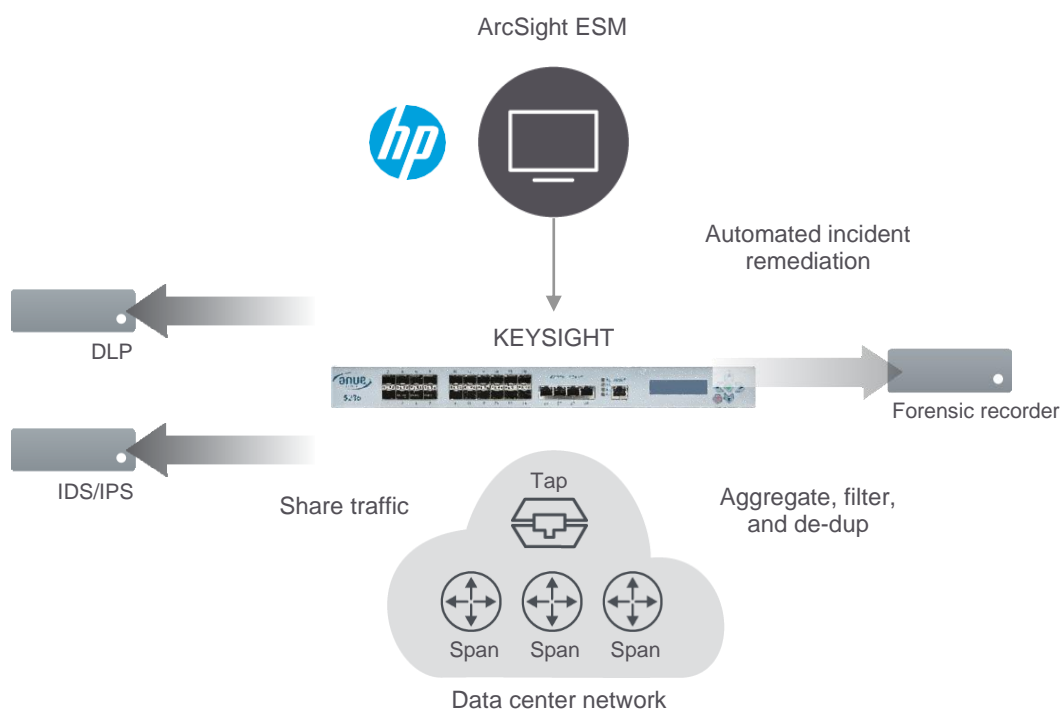 ArcSight ESM
hp
Automated incident
remediation
KEYSIGHT
DLP
anue
Forensic recorder
IDS/IPS
Share traffic
Tap
Aggregate, filter,
and de-dup
Span Span Span
Data center network